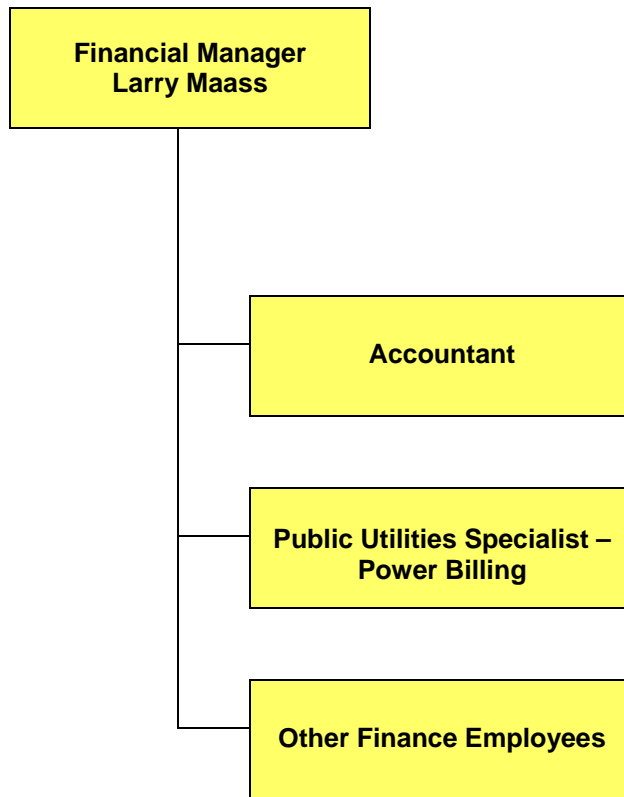 Financial Manager
Larry Maass
Accountant
Public Utilities Specialist –
Power Billing
Other Finance Employees